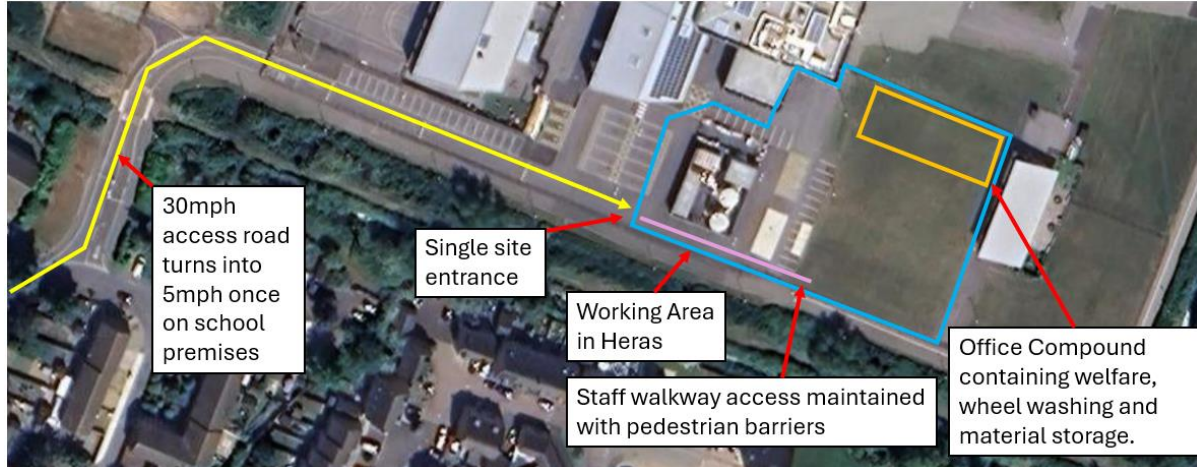 30mph
access road
turns into
5mph once
on school
premises
Single site
entrance
Working Area
in Heras
Staff walkway access maintained
with pedestrian barriers
Office Compound
containing welfare,
wheel washing and
material storage.